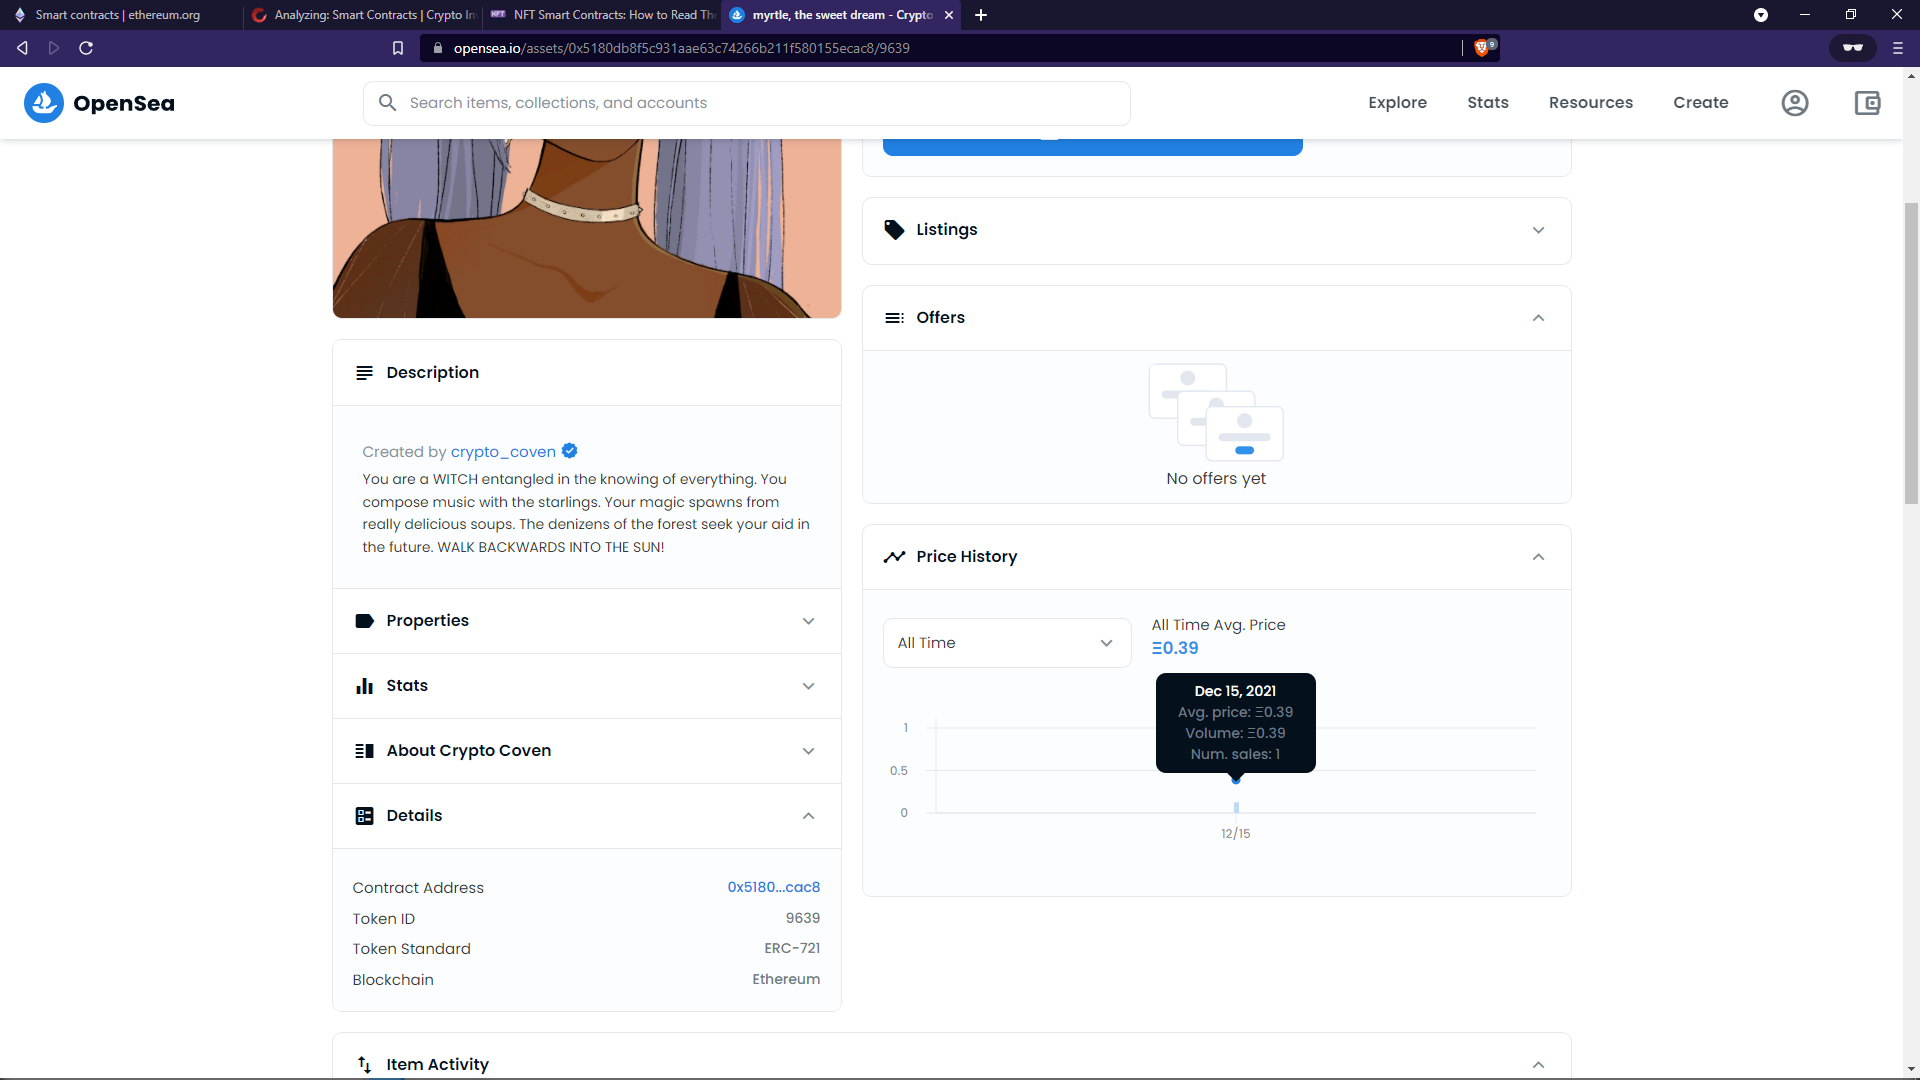 Smart contracts | ethereum.org
Analyzing: Smart Contracts | Crypto In
NFT Smart Contracts: How to Read The
myrtle, the sweet dream - Crypto
opensea.io/assets/0x5180db8f5c931aae63c74266b211f580155ecac8/9639
9
OpenSea
Search items, collections, and accounts
Explore
Stats
Resources
Create
Description
Created by crypto_coven
You are a WITCH entangled in the knowing of everything. You
compose music with the starlings. Your magic spawns from
really delicious soups. The denizens of the forest seek your aid in
the future. WALK BACKWARDS INTO THE SUN!
Properties
Stats
About Crypto Coven
Details
Contract Address 0x5180...cac8
Token ID 9639
Token Standard ERC-721
Blockchain Ethereum
Listings
Offers
No offers yet
Price History
All Time
All Time Avg. Price
Ξ0.39
Dec 15, 2021
Avg. price: Ξ0.39
Volume: Ξ0.39
Num. sales: 1
1
0.5
0
12/15
Item Activity